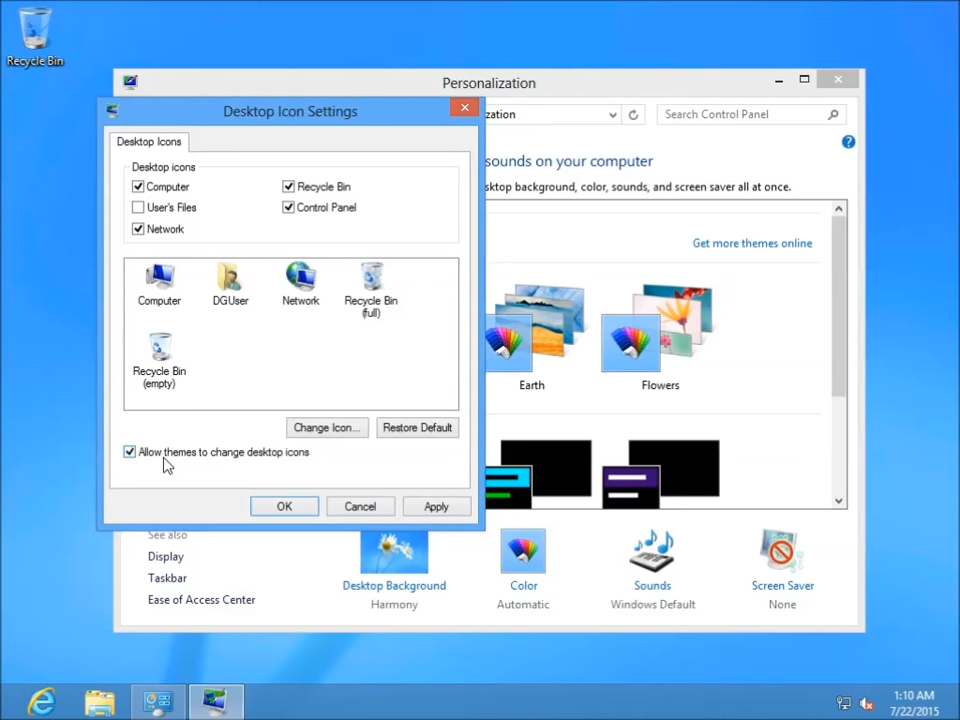 Recycle Bin
Personalization
Desktop Icon Settings
zation
Search Control Panel
Desktop Icons
sounds on your computer
Desktop icons
Computer
Recycle Bin
sktop background, color, sounds, and screen saver all at once.
User's Files
Control Panel
Network
Get more themes online
Computer
DGUser
Network
Recycle Bin
(full)
Recycle Bin
(empty)
Earth
Flowers
Change Icon...
Restore Default
Allow themes to change desktop icons
OK
Cancel
Apply
See also
Display
Taskbar
Ease of Access Center
Desktop Background
Harmony
Color
Automatic
Sounds
Windows Default
Screen Saver
None
1:10 AM
7/22/2015